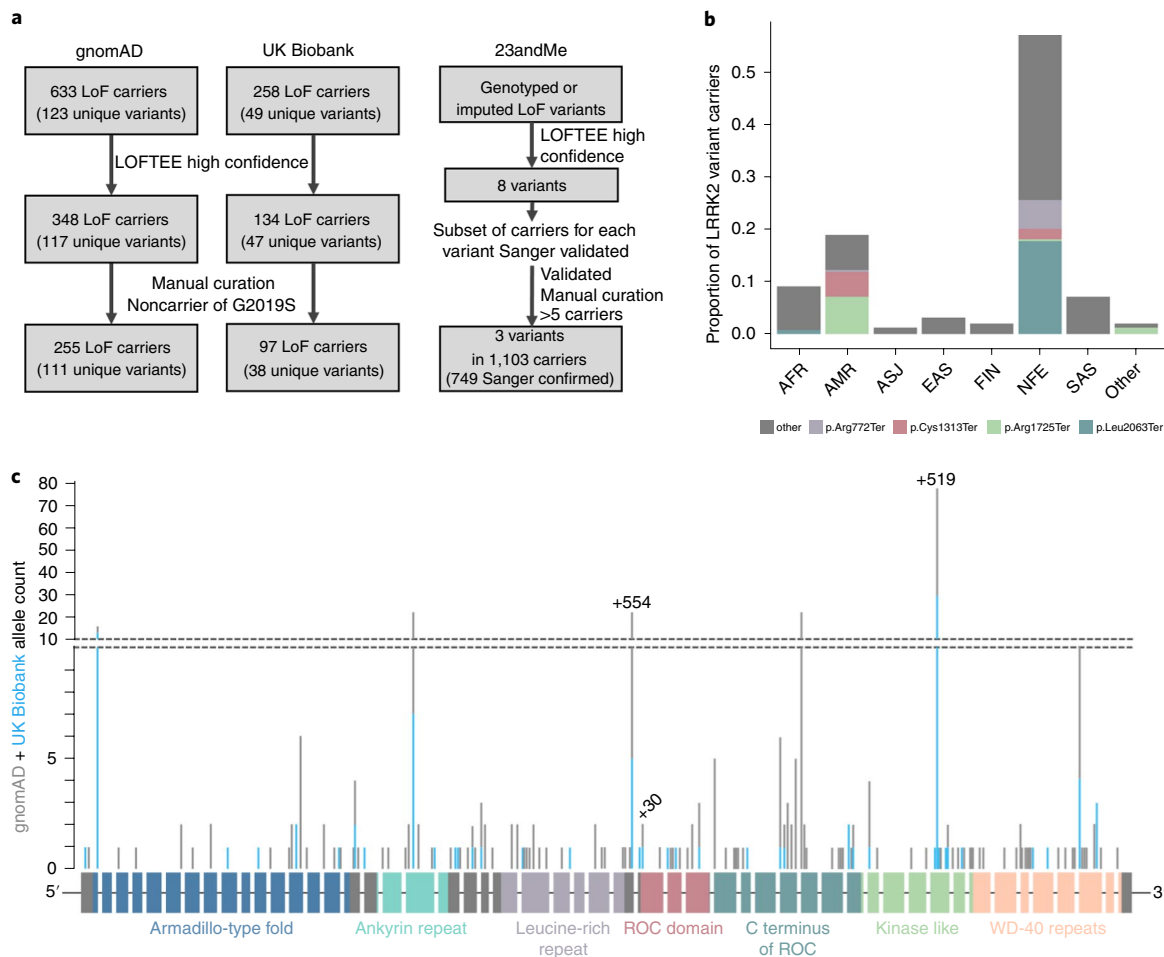 a
gnomAD
633 LoF carriers
(123 unique variants)
UK Biobank
258 LoF carriers
(49 unique variants)
LOFTEE high confidence
348 LoF carriers
(117 unique variants)
134 LoF carriers
(47 unique variants)
Manual curation
Noncarrier of G2019S
255 LoF carriers
(111 unique variants)
97 LoF carriers
(38 unique variants)
23andMe
Genotyped or
imputed LoF variants
LOFTEE high
confidence
8 variants
Subset of carriers for each
variant Sanger validated
Validated
Manual curation
>5 carriers
3 variants
in 1,103 carriers
(749 Sanger confirmed)
b
Proportion of LRRK2 variant carriers
0.5
0.4
0.3
0.2
0.1
0.0
AFR
AMR
ASJ
EAS
FIN
NFE
SAS
Other
other
p.Arg772Ter
p.Cys1313Ter
p.Arg1725Ter
p.Leu2063Ter
c
gnomAD + UK Biobank allele count
80
70
60
50
40
30
20
10
5
0
+554
+30
+519
5′
3
Armadillo-type fold
Ankyrin repeat
Leucine-rich
repeat
ROC domain
C terminus
of ROC
Kinase like
WD-40 repeats